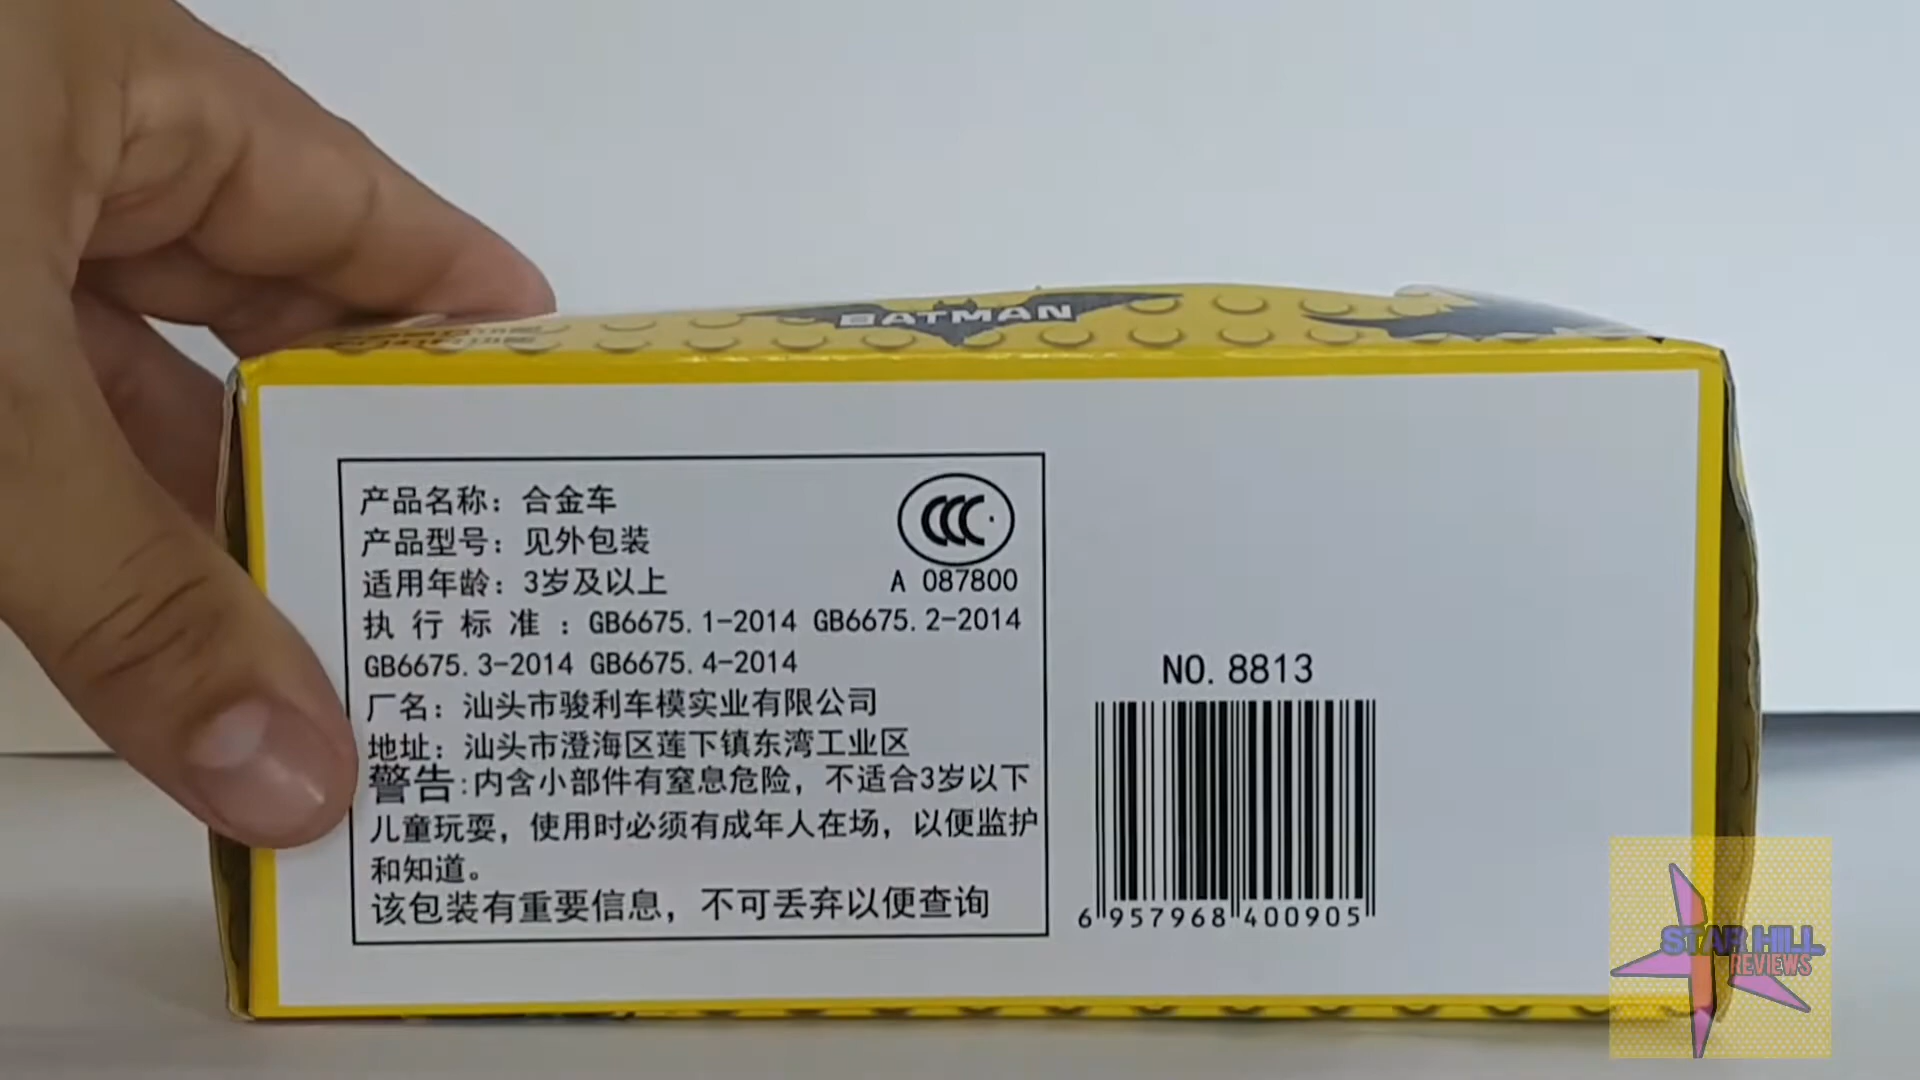 BATMAN
产品名称：合金车
产品型号：见外包装
适用年龄：3岁及以上
A 087800
执行标准：GB6675.1-2014 GB6675.2-2014
GB6675.3-2014 GB6675.4-2014
厂名：汕头市骏利车模实业有限公司
地址：汕头市澄海区莲下镇东湾工业区
警告:内含小部件有窒息危险，不适合3岁以下
儿童玩耍，使用时必须有成年人在场，以便监护
和知道。
该包装有重要信息，不可丢弃以便查询
CCC
NO. 8813
6 957968 400905
STAR HILL
REVIEWS